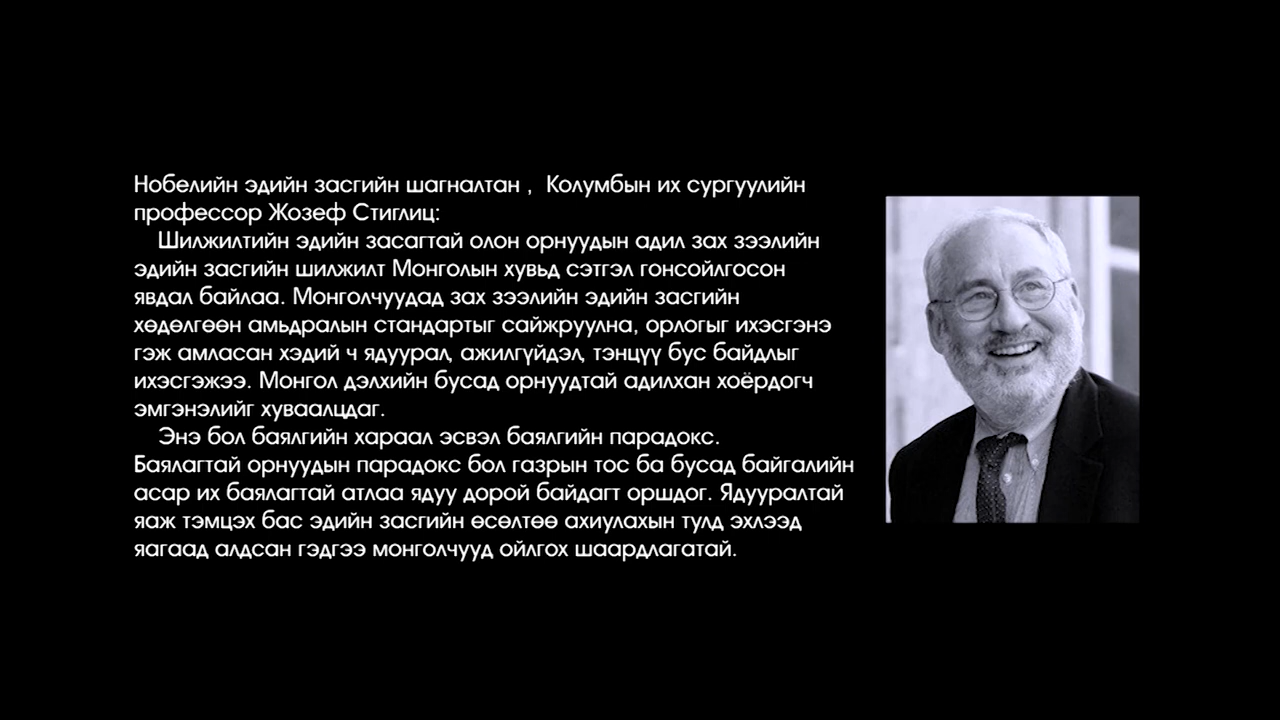 Нобелийн эдийн засгийн шагналтан , Колумбын их сургуулийн
профессор Жозеф Стиглиц:
Шилжилтийн эдийн засагтай олон орнуудын адил зах зээлийн
эдийн засгийн шилжилт Монголын хувьд сэтгэл гонсойлгосон
явдал байлаа. Монголчуудад зах зээлийн эдийн засгийн
хөдөлгөөн амьдралын стандартыг сайжруулна, орлогыг ихэсгэнэ
гэж амласан хэдий ч ядуурал, ажилгүйдэл, тэнцүү бус байдлыг
ихэсгэжээ. Монгол дэлхийн бусад орнуудтай адилхан хоёрдогч
эмгэнэлийг хуваалцдаг.
Энэ бол баялгийн хараал эсвэл баялгийн парадокс.
Баялагтай орнуудын парадокс бол газрын тос ба бусад байгалийн
асар их баялагтай атлаа ядуу дорой байдагт оршдог. Ядууралтай
яаж тэмцэх бас эдийн засгийн өсөлтөө ахиулахын тулд эхлээд
яагаад алдсан гэдгээ монголчууд ойлгох шаардлагатай.